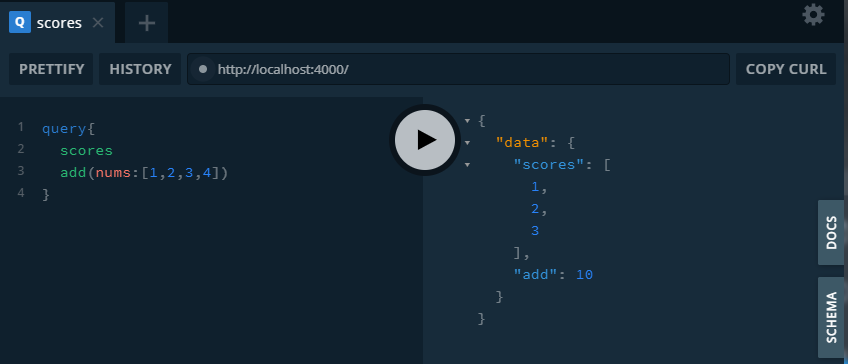 Q scores
PRETTIFY HISTORY http://localhost:4000/ COPY CURL
1 query{
2 scores
3 add(nums:[1,2,3,4])
4 }
{
"data": {
"scores": [
1,
2,
3
],
"add": 10
}
}
DOCS
SCHEMA